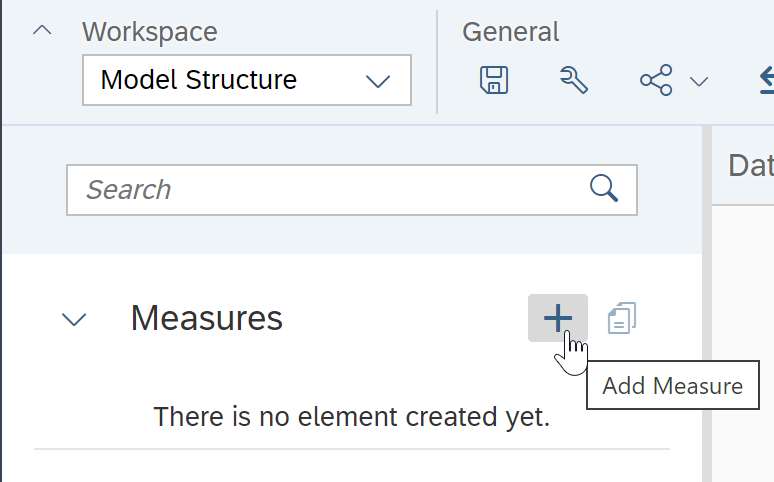 Workspace
General
Model Structure
Search
Dat
Measures
Add Measure
There is no element created yet.